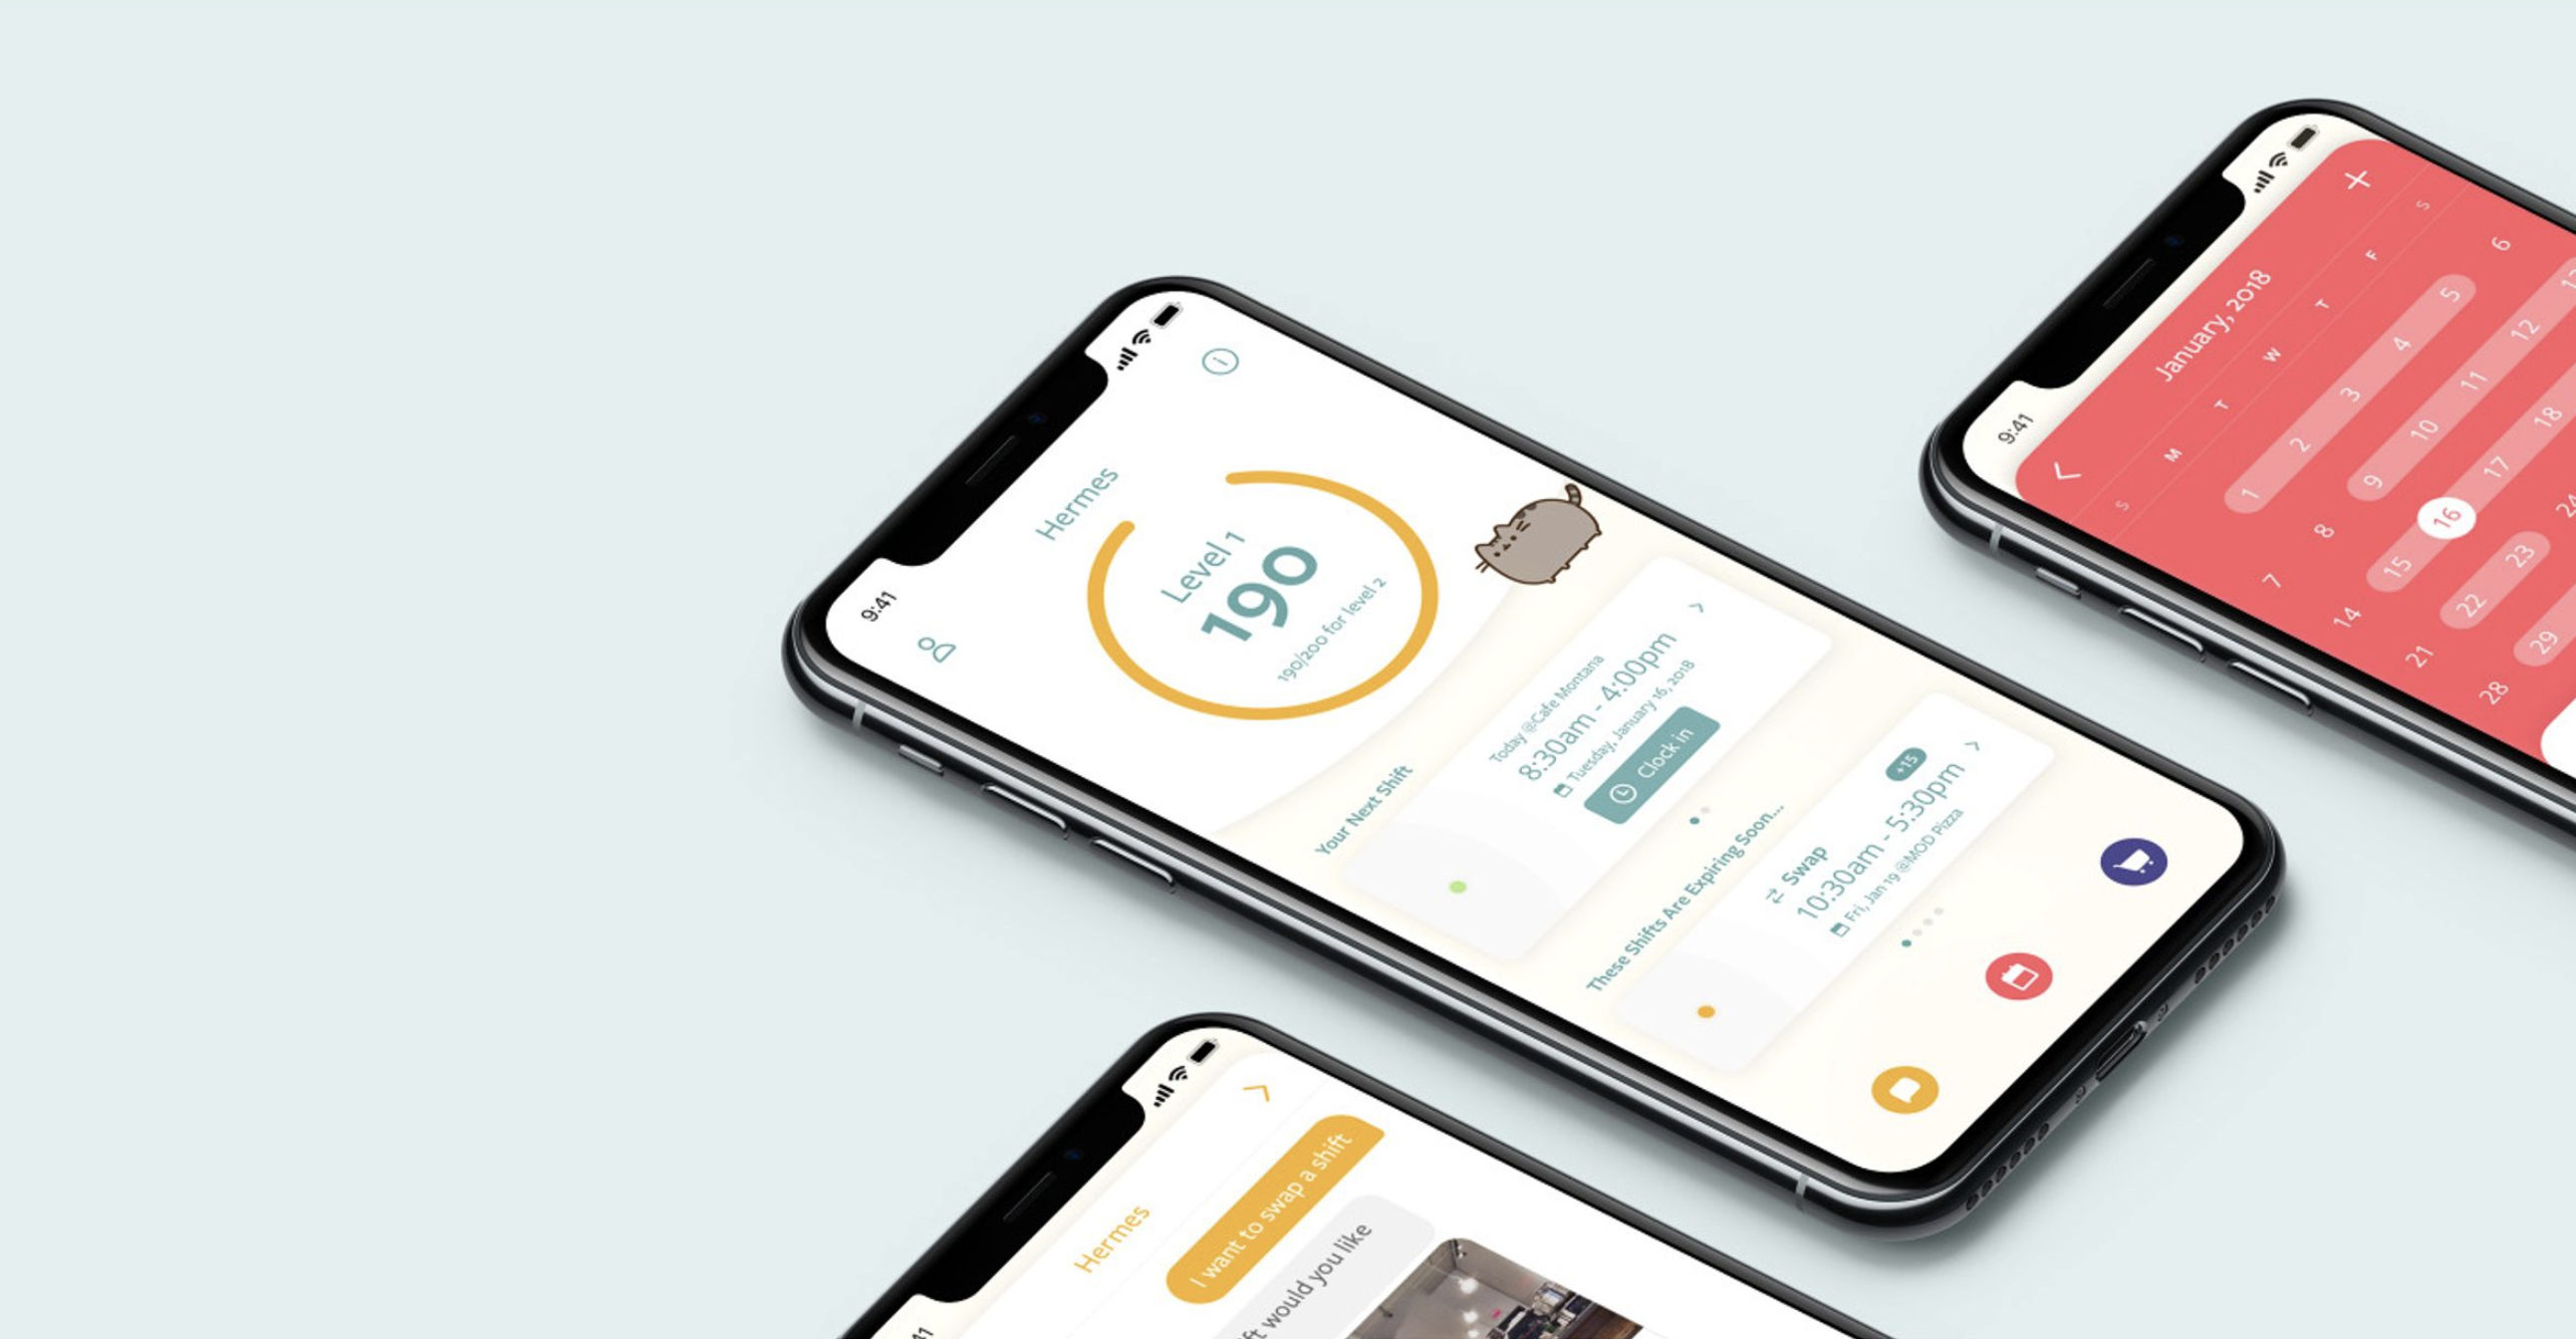 9:41
Hermes
Level 1
190
190/200 for level 2
Your Next Shift
Today @Cafe Montana
8:30am - 4:00pm
Tuesday, January 16, 2018
Clock in
These Shifts Are Expiring Soon...
Swap
+15
10:30am - 5:30pm
Fri, Jan 19 @MOD Pizza
9:41
January, 2018
S M T W T F S
1 2 3 4 5 6
7 8 9 10 11 12
14 15 16 17 18
21 22 23
28 29
Hermes
I want to swap a shift
would you like